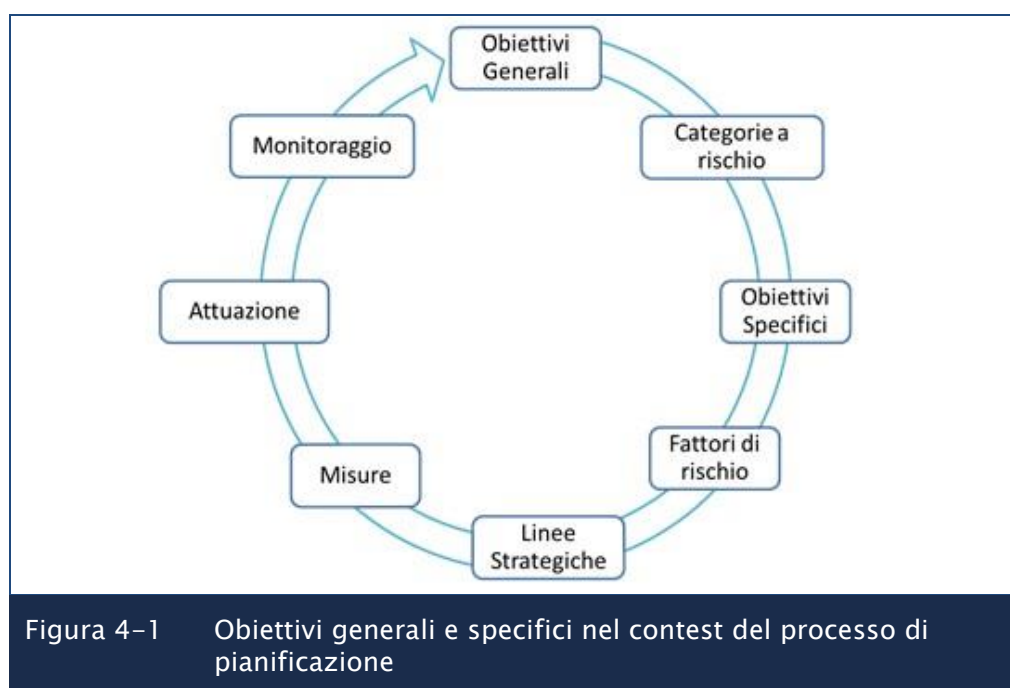 Obiettivi
Generali
Categorie a
rischio
Obiettivi
Specifici
Fattori di
rischio
Linee
Strategiche
Misure
Attuazione
Monitoraggio
Figura 4-1 Obiettivi generali e specifici nel contest del processo di
pianificazione